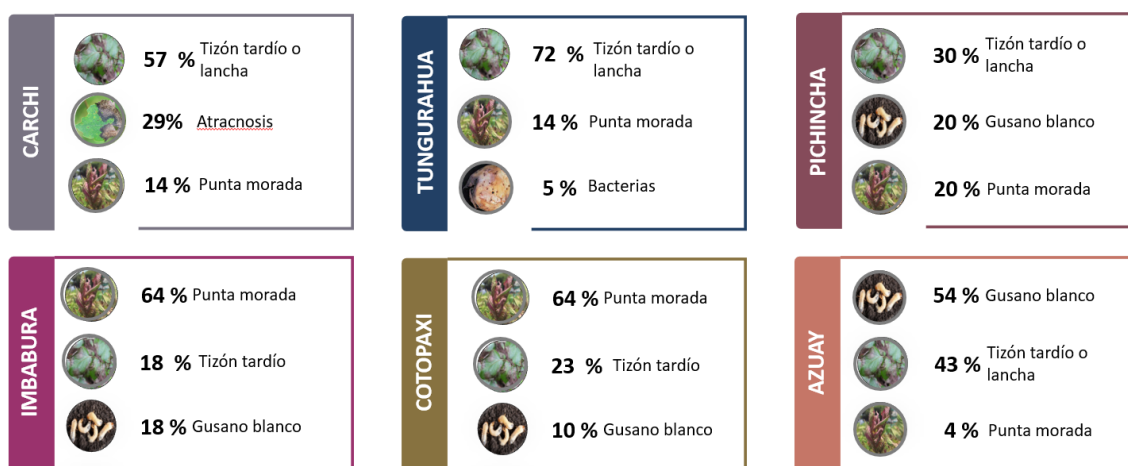 CARCHI
57 % Tizón tardío o
lancha
29% Atracnosis
14 % Punta morada
TUNGURAHUA
72 % Tizón tardío o
lancha
14 % Punta morada
5 % Bacterias
PICHINCHA
30 % Tizón tardío o
lancha
20 % Gusano blanco
20 % Punta morada
IMBABURA
64 % Punta morada
18 % Tizón tardío
18 % Gusano blanco
COTOPAXI
64 % Punta morada
23 % Tizón tardío
10 % Gusano blanco
AZUAY
54 % Gusano blanco
43 % Tizón tardío o
lancha
4 % Punta morada